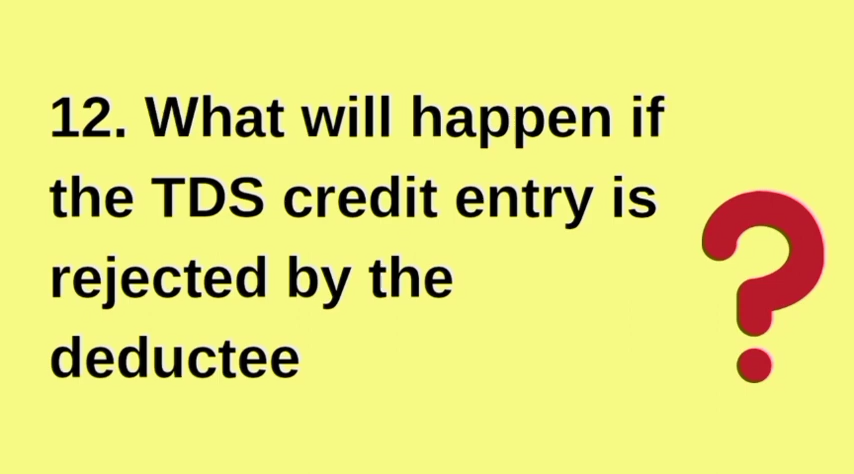 12. What will happen if
the TDS credit entry is
rejected by the
deductee
?